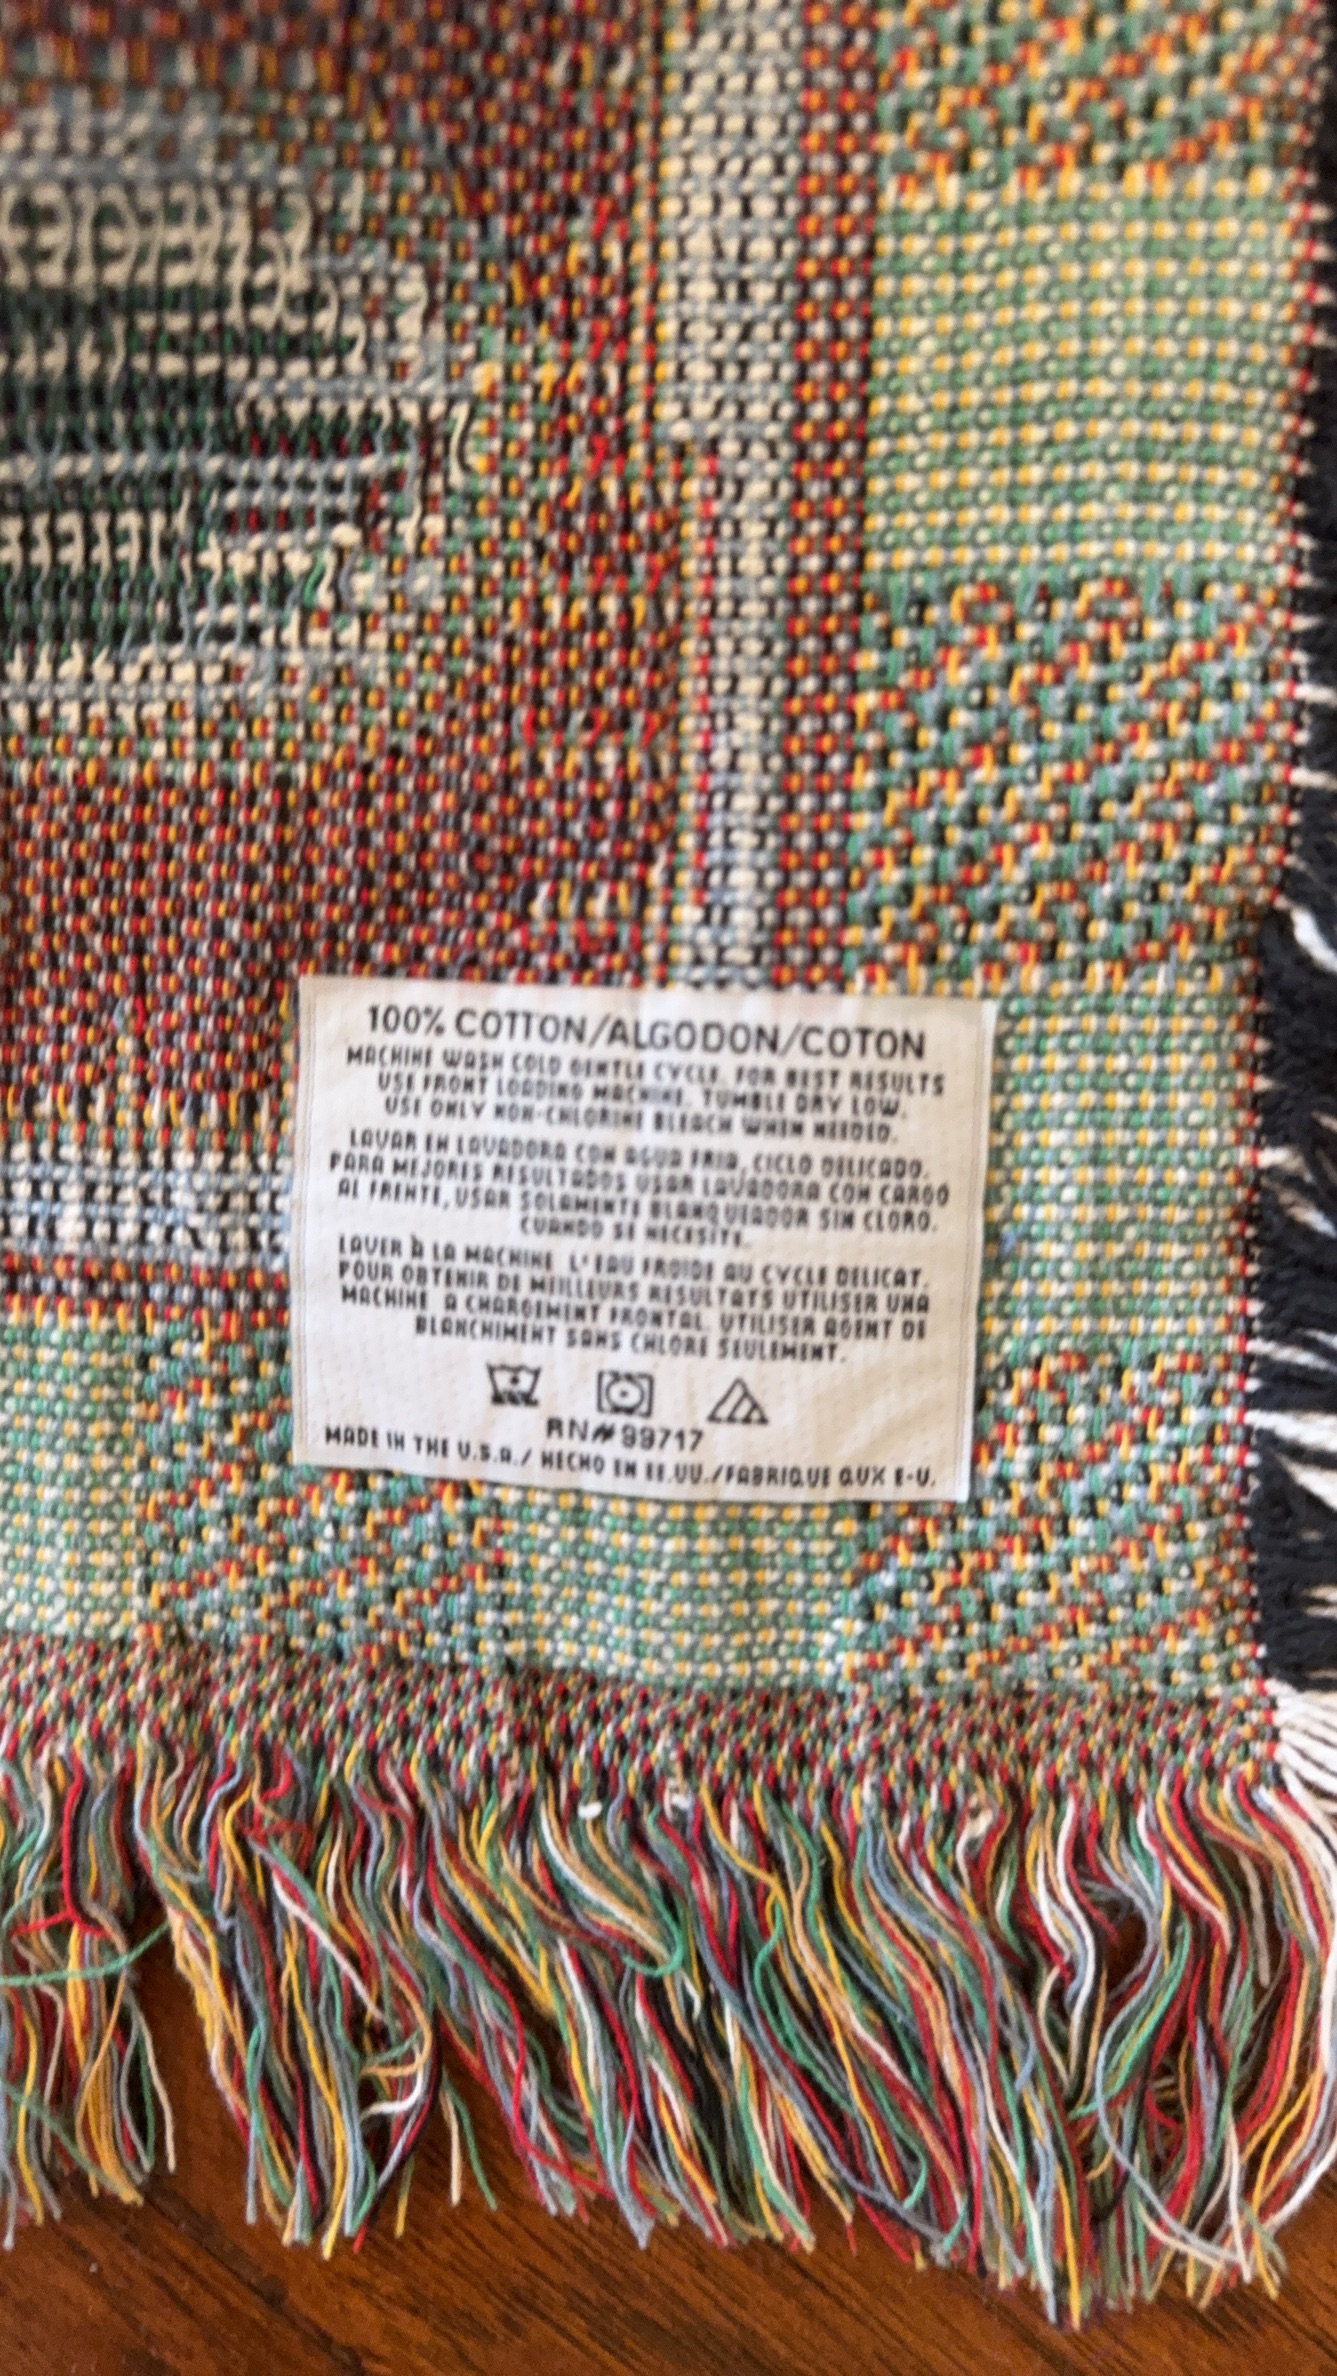 100% COTTON/ALGODON/COTON
MACHINE WASH COLD GENTLE CYCLE. FOR BEST RESULTS
USE FRONT LOADING MACHINE. TUMBLE DRY LOW.
USE ONLY NON-CHLORINE BLEACH WHEN NEEDED.
LAVAR EN LAVADORA CON AGUA FRIA, CICLO DELICADO.
PARA MEJORES RESULTADOS USAR LAVADORA CON CARGO
AL FRENTE, USAR SOLAMENTE BLANQUEADOR SIN CLORO.
CUANDO SE NECESITE.
LAVER À LA MACHINE L'EAU FROIDE AU CYCLE DELICAT.
POUR OBTENIR DE MEILLEURS RESULTATS UTILISER UNA
MACHINE A CHARGEMENT FRONTAL. UTILISER AGENT DE
BLANCHIMENT SANS CHLORE SEULEMENT.
RN#99717
MADE IN THE U.S.A./ HECHO EN EE.UU./FABRIQUE AUX E-U.